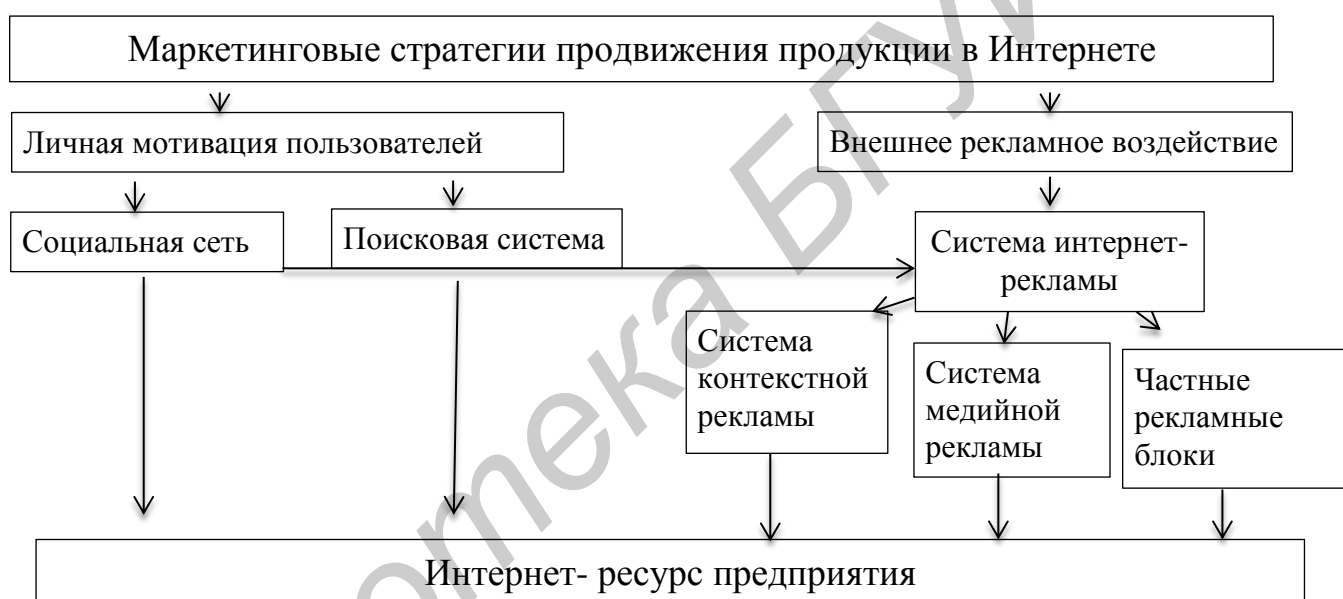 Маркетинговые стратегии продвижения продукции в Интернете
Личная мотивация пользователей
Внешнее рекламное воздействие
Социальная сеть
Поисковая система
Система интернет-
рекламы
Система
контекстной
рекламы
Система
медийной
рекламы
Частные
рекламные
блоки
Интернет- ресурс предприятия